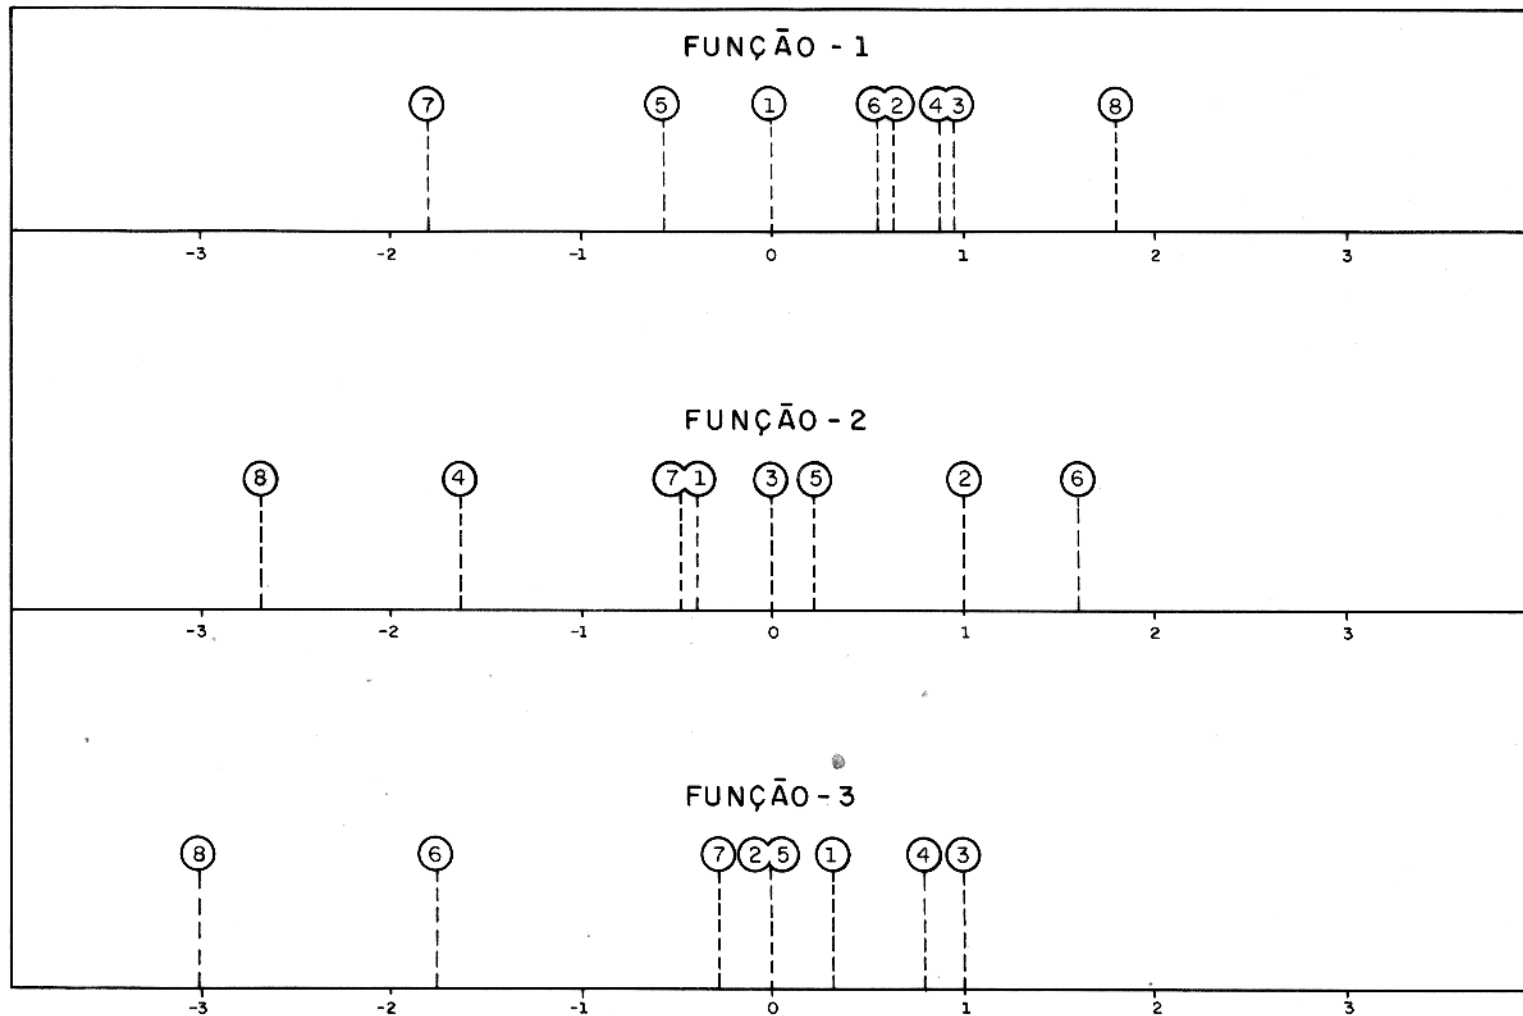 FUNÇÃO - 1
7 5 1 6 2 4 3 8
-3 -2 -1 0 1 2 3
FUNÇÃO - 2
8 4 7 1 3 5 2 6
-3 -2 -1 0 1 2 3
FUNÇÃO - 3
8 6 7 2 5 1 4 3
-3 -2 -1 0 1 2 3